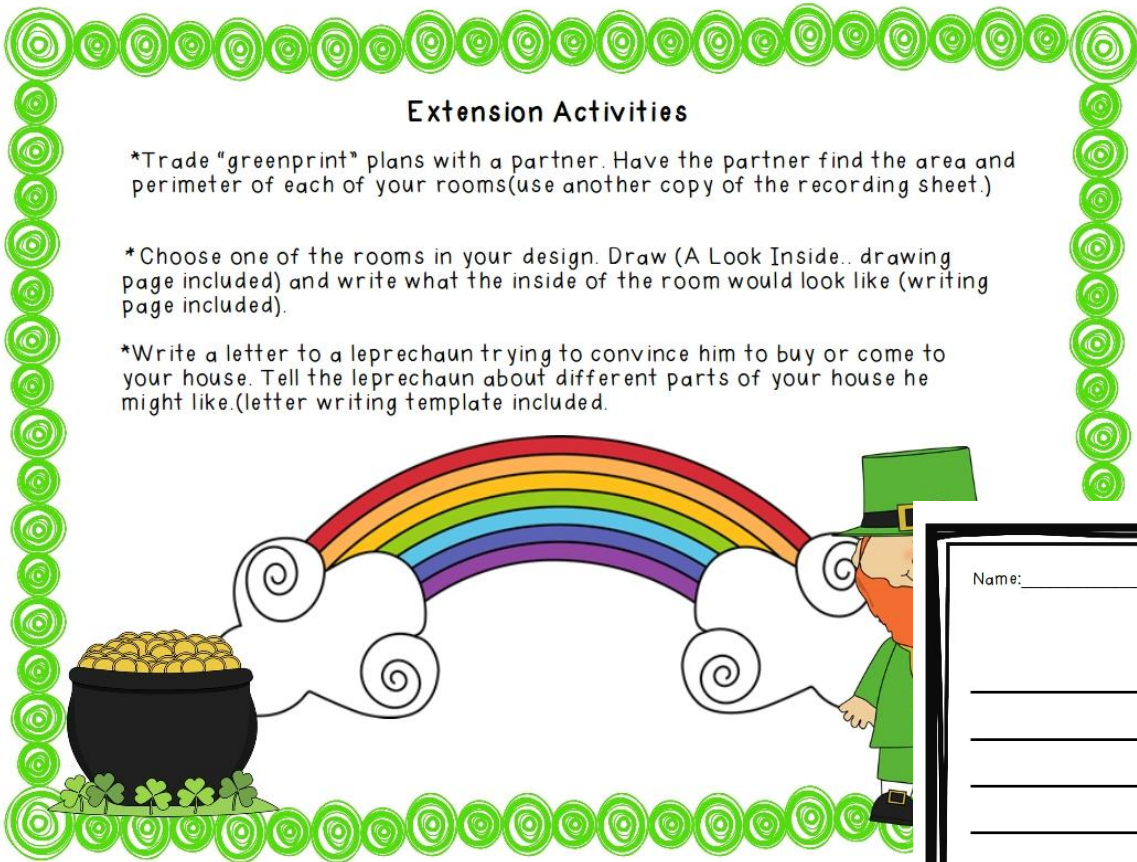 Extension Activities
*Trade "greenprint" plans with a partner. Have the partner find the area and
perimeter of each of your rooms(use another copy of the recording sheet.)
*Choose one of the rooms in your design. Draw (A Look Inside.. drawing
page included) and write what the inside of the room would look like (writing
page included).
*Write a letter to a leprechaun trying to convince him to buy or come to
your house. Tell the leprechaun about different parts of your house he
might like.(letter writing template included.
Name: